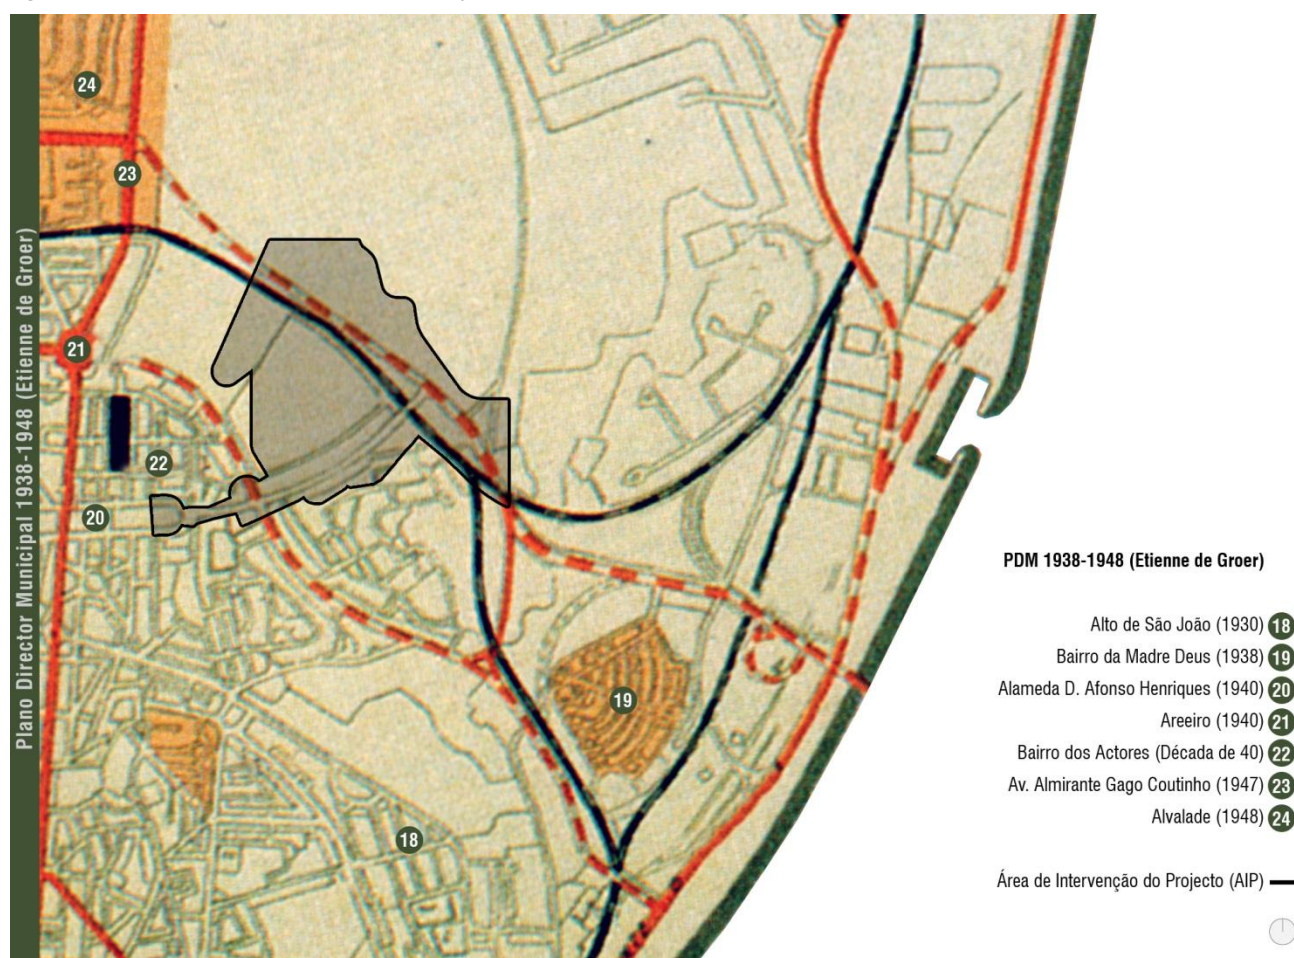 Plano Director Municipal 1938-1948 (Etienne de Groer)
24
23
21
22
20
19
18
PDM 1938-1948 (Etienne de Groer)
Alto de São João (1930) 18
Bairro da Madre Deus (1938) 19
Alameda D. Afonso Henriques (1940) 20
Areeiro (1940) 21
Bairro dos Actores (Década de 40) 22
Av. Almirante Gago Coutinho (1947) 23
Alvalade (1948) 24
Área de Intervenção do Projecto (AIP)